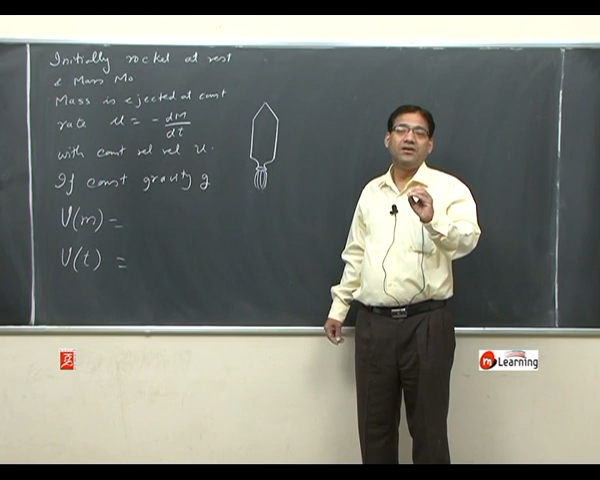 Initially rocket at rest
& Mass M₀
Mass is ejected at const
rate u = - dM/dt
with const rel vel u.
If const gravity g
V(m) =
V(t) =
m Learning